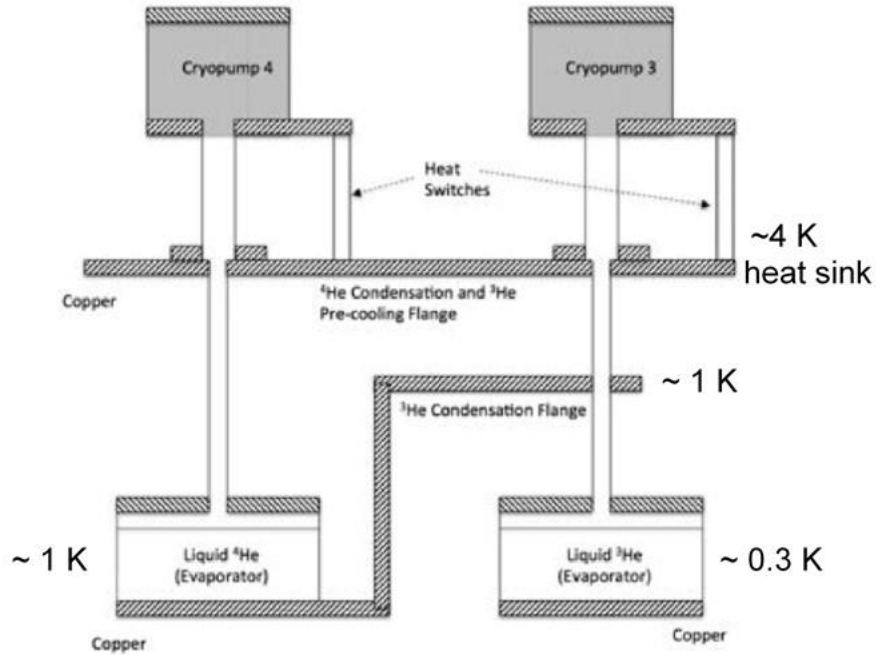 Cryopump 4
Cryopump 3
Heat
Switches
~4 K
heat sink
Copper
⁴He Condensation and ³He
Pre-cooling Flange
~ 1 K
³He Condensation Flange
~ 1 K
Liquid ⁴He
(Evaporator)
Liquid ³He
(Evaporator)
~ 0.3 K
Copper
Copper